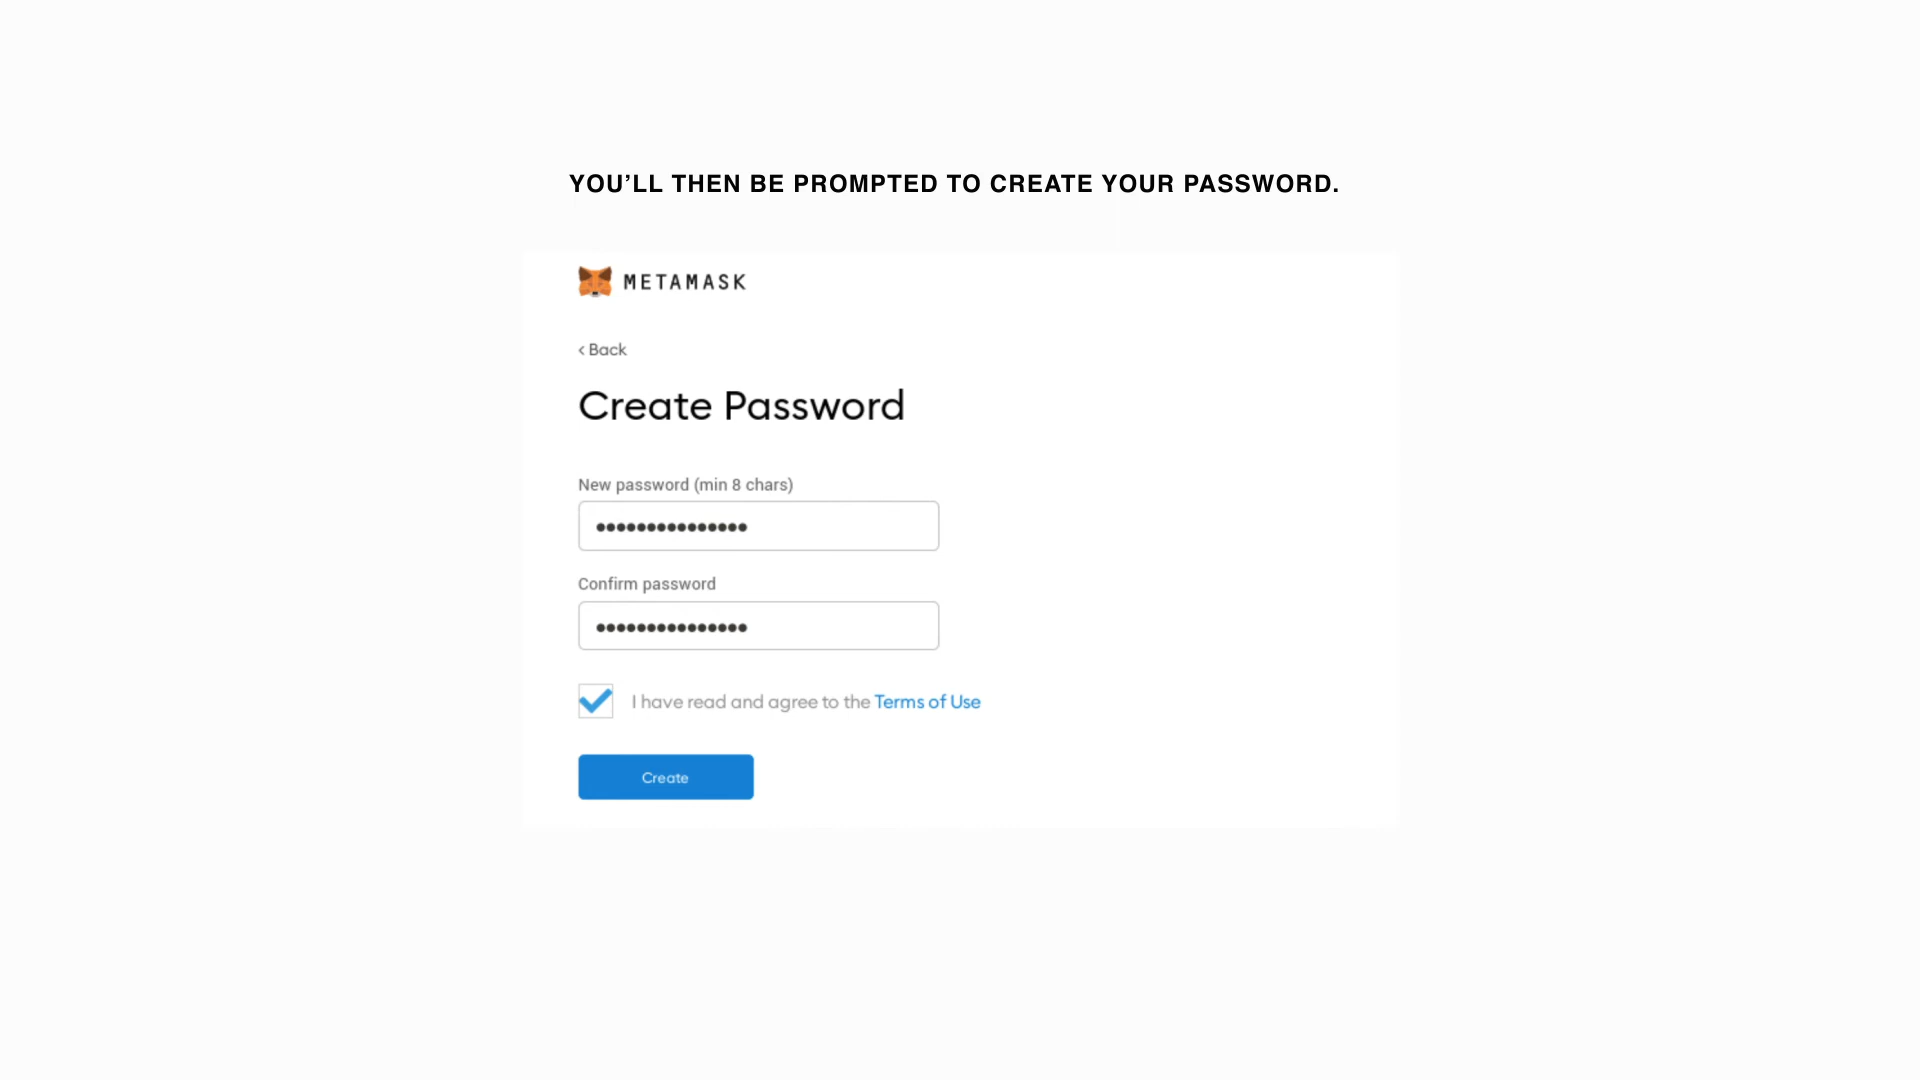 YOU’LL THEN BE PROMPTED TO CREATE YOUR PASSWORD.
METAMASK
< Back
Create Password
New password (min 8 chars)
•••••••••••••••
Confirm password
•••••••••••••••
I have read and agree to the Terms of Use
Create